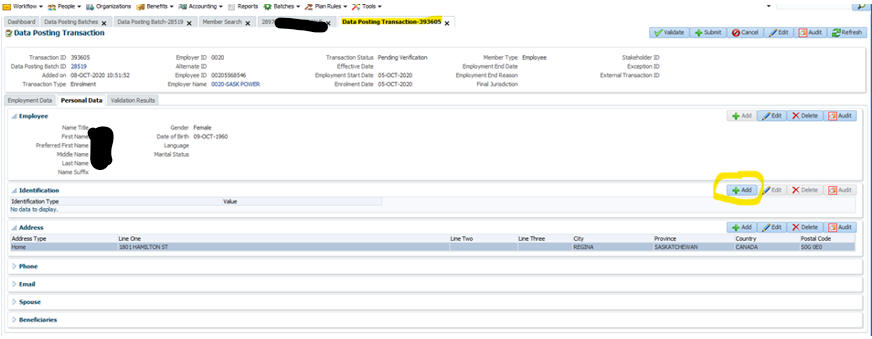 Workflow People Organizations Benefits Accounting Reports Batches Plan Rules Tools
Dashboard Data Posting Batches Data Posting Batch-28519 Member Search Data Posting Transaction-393605
Data Posting Transaction Validate Submit Cancel Edit Audit Refresh
Transaction ID 393605 Employer ID 0020 Transaction Status Pending Verification Member Type Employee Stakeholder ID
Data Posting Batch ID 28519 Alternate ID Effective Date Employment End Date Exception ID
Added on 08-OCT-2020 10:51:52 Employee ID 00205568546 Employment Start Date 05-OCT-2020 Employment End Reason External Transaction ID
Transaction Type Enrolment Employer Name 0020-SASK POWER Enrolment Date 05-OCT-2020 Final Jurisdiction
Employment Data Personal Data Validation Results
Employee Add Edit Delete Audit
Name Title Gender Female
First Name Date of Birth 09-OCT-1960
Preferred First Name Language
Middle Name Marital Status
Last Name
Name Suffix
Identification Add Edit Delete Audit
Identification Type Value
No data to display.
Address Add Edit Delete Audit
Address Type Line One Line Two Line Three City Province Country Postal Code
Home 1801 HAMILTON ST REGINA SASKATCHEWAN CANADA S0G 0E0
Phone
Email
Spouse
Beneficiaries